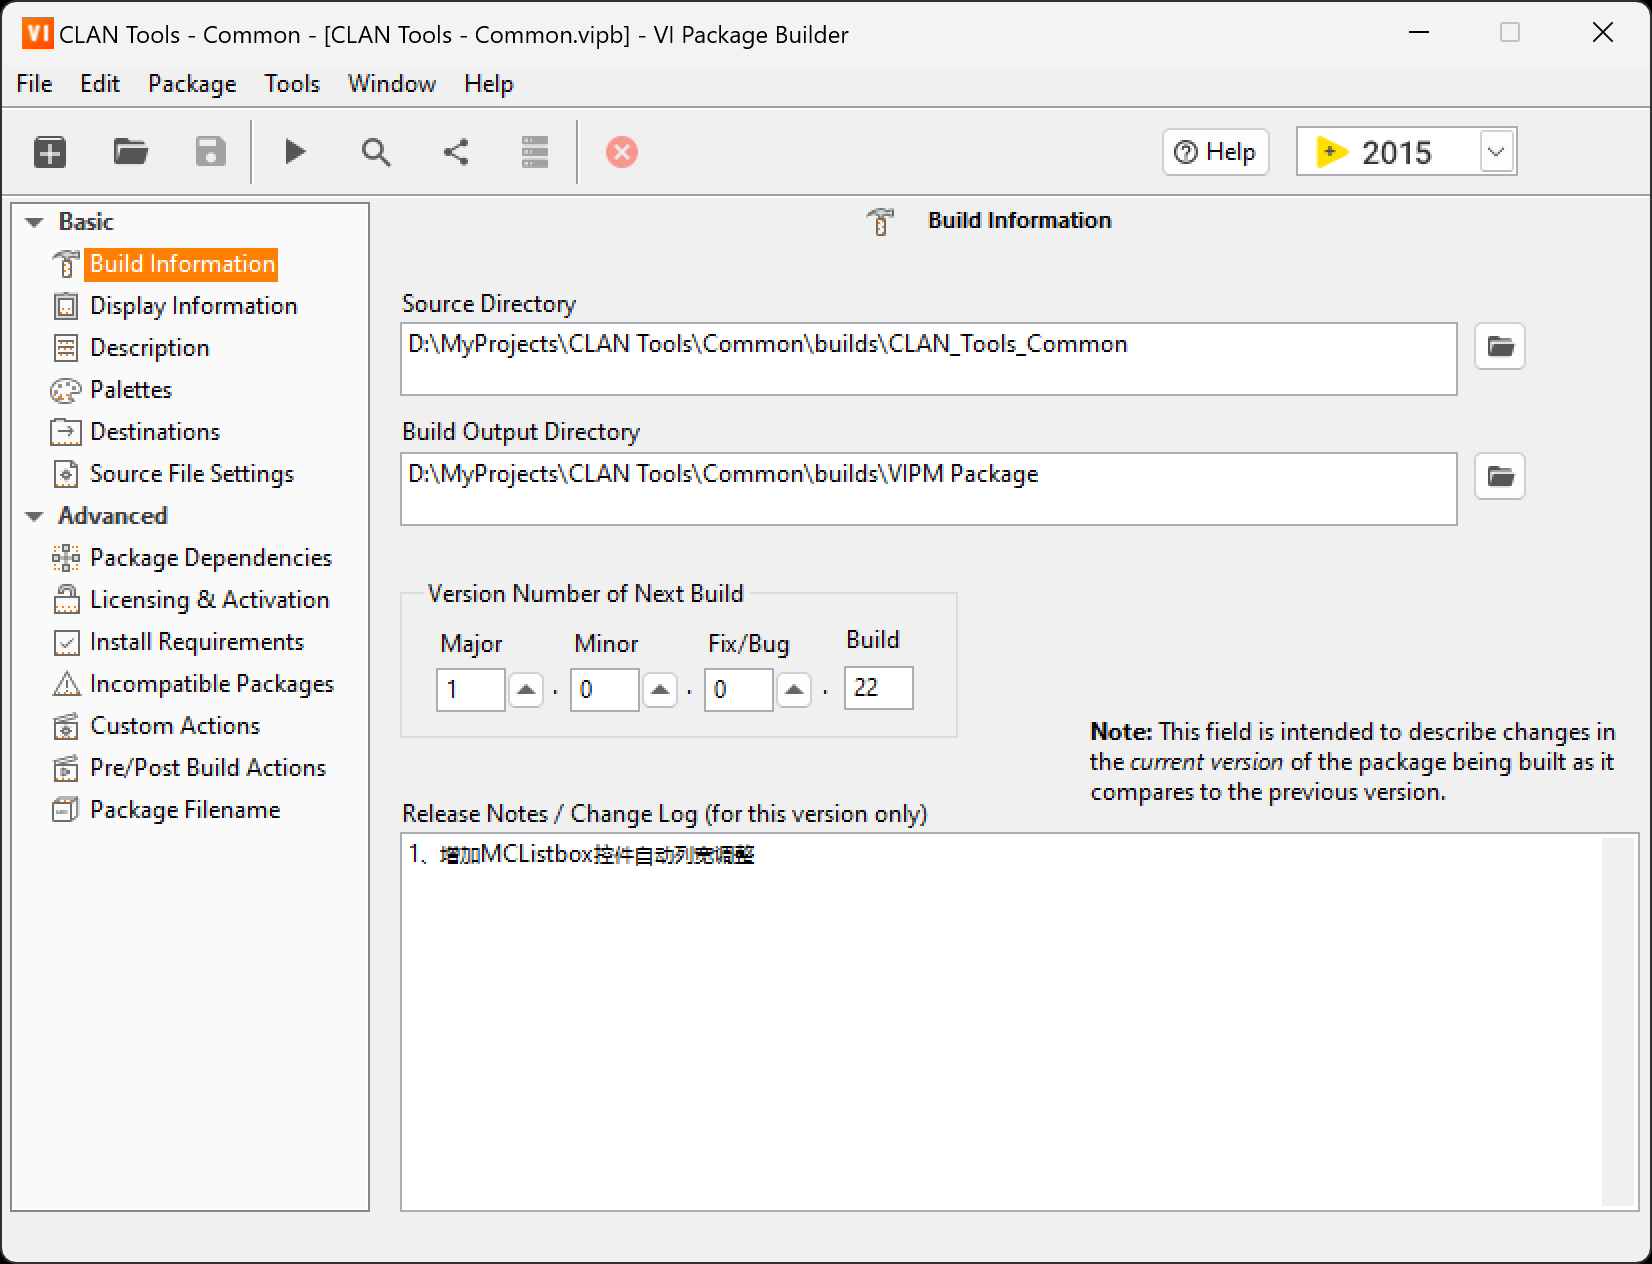 VI CLAN Tools - Common - [CLAN Tools - Common.vipb] - VI Package Builder
File Edit Package Tools Window Help
Help 2015
Basic
Build Information
Display Information
Description
Palettes
Destinations
Source File Settings
Advanced
Package Dependencies
Licensing & Activation
Install Requirements
Incompatible Packages
Custom Actions
Pre/Post Build Actions
Package Filename
Build Information
Source Directory
D:\MyProjects\CLAN Tools\Common\builds\CLAN_Tools_Common
Build Output Directory
D:\MyProjects\CLAN Tools\Common\builds\VIPM Package
Version Number of Next Build
Major Minor Fix/Bug Build
1 . 0 . 0 . 22
Note: This field is intended to describe changes in
the current version of the package being built as it
compares to the previous version.
Release Notes / Change Log (for this version only)
1、增加MCListbox控件自动列宽调整